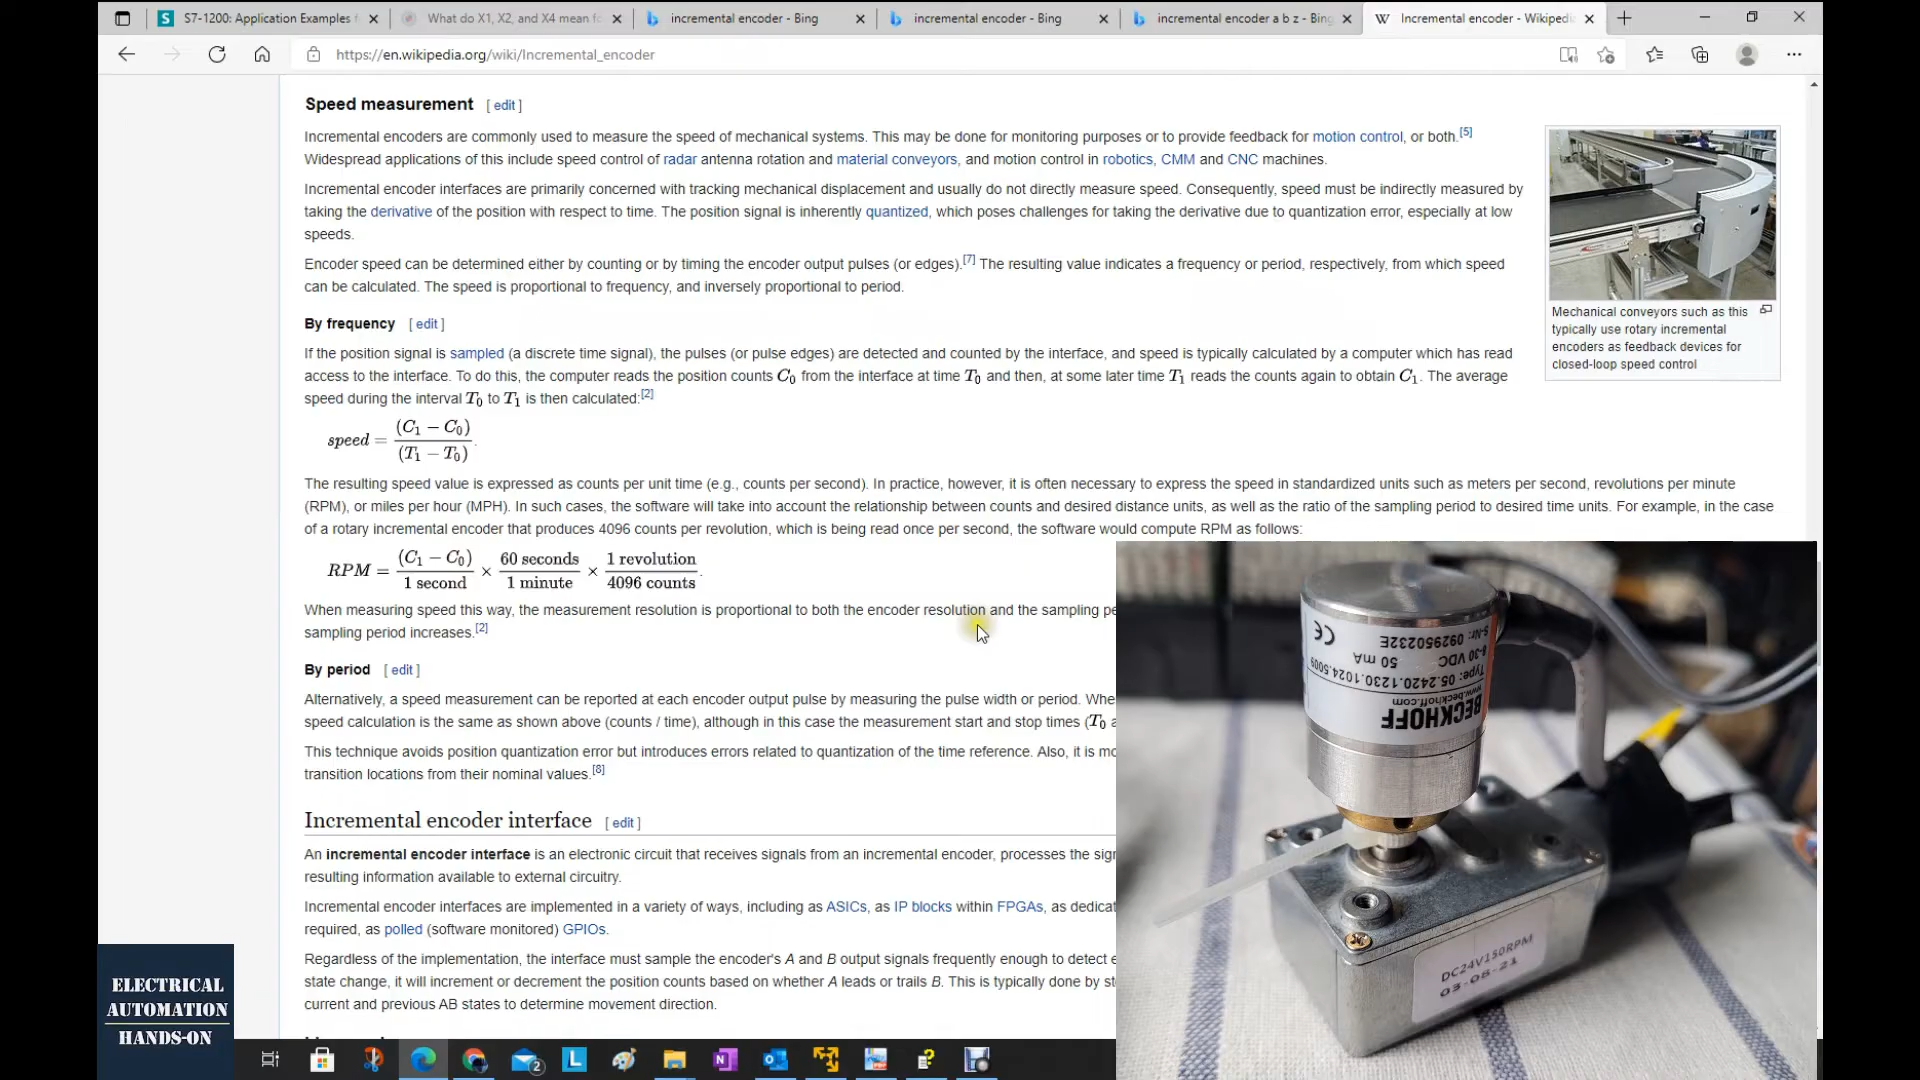 S7-1200: Application Examples f
What do X1, X2, and X4 mean fo
incremental encoder - Bing
incremental encoder - Bing
incremental encoder a b z - Bing
Incremental encoder - Wikipedi
https://en.wikipedia.org/wiki/Incremental_encoder
Speed measurement [ edit ]
Incremental encoders are commonly used to measure the speed of mechanical systems. This may be done for monitoring purposes or to provide feedback for motion control, or both.[5]
Widespread applications of this include speed control of radar antenna rotation and material conveyors, and motion control in robotics, CMM and CNC machines.
Incremental encoder interfaces are primarily concerned with tracking mechanical displacement and usually do not directly measure speed. Consequently, speed must be indirectly measured by
taking the derivative of the position with respect to time. The position signal is inherently quantized, which poses challenges for taking the derivative due to quantization error, especially at low
speeds.
Encoder speed can be determined either by counting or by timing the encoder output pulses (or edges).[7] The resulting value indicates a frequency or period, respectively, from which speed
can be calculated. The speed is proportional to frequency, and inversely proportional to period.
Mechanical conveyors such as this
typically use rotary incremental
encoders as feedback devices for
closed-loop speed control
By frequency [ edit ]
If the position signal is sampled (a discrete time signal), the pulses (or pulse edges) are detected and counted by the interface, and speed is typically calculated by a computer which has read
access to the interface. To do this, the computer reads the position counts C0 from the interface at time T0 and then, at some later time T1 reads the counts again to obtain C1. The average
speed during the interval T0 to T1 is then calculated:[2]
speed = (C1 − C0) / (T1 − T0).
The resulting speed value is expressed as counts per unit time (e.g., counts per second). In practice, however, it is often necessary to express the speed in standardized units such as meters per second, revolutions per minute
(RPM), or miles per hour (MPH). In such cases, the software will take into account the relationship between counts and desired distance units, as well as the ratio of the sampling period to desired time units. For example, in the case
of a rotary incremental encoder that produces 4096 counts per revolution, which is being read once per second, the software would compute RPM as follows:
RPM = (C1 − C0) / 1 second × 60 seconds / 1 minute × 1 revolution / 4096 counts.
When measuring speed this way, the measurement resolution is proportional to both the encoder resolution and the sampling pe
sampling period increases.[2]
By period [ edit ]
Alternatively, a speed measurement can be reported at each encoder output pulse by measuring the pulse width or period. Whe
speed calculation is the same as shown above (counts / time), although in this case the measurement start and stop times (T0 a
This technique avoids position quantization error but introduces errors related to quantization of the time reference. Also, it is mo
transition locations from their nominal values.[8]
Incremental encoder interface [ edit ]
An incremental encoder interface is an electronic circuit that receives signals from an incremental encoder, processes the sign
resulting information available to external circuitry.
Incremental encoder interfaces are implemented in a variety of ways, including as ASICs, as IP blocks within FPGAs, as dedicat
required, as polled (software monitored) GPIOs.
Regardless of the implementation, the interface must sample the encoder's A and B output signals frequently enough to detect e
state change, it will increment or decrement the position counts based on whether A leads or trails B. This is typically done by st
current and previous AB states to determine movement direction.
BECKHOFF
www.beckhoff.com
Type: 05.2420.1230.1024.5009
8-30 VDC 50 mA
S-Nr: 092950232E
CE
DC24V150RPM
03-08-21
ELECTRICAL
AUTOMATION
HANDS-ON
2